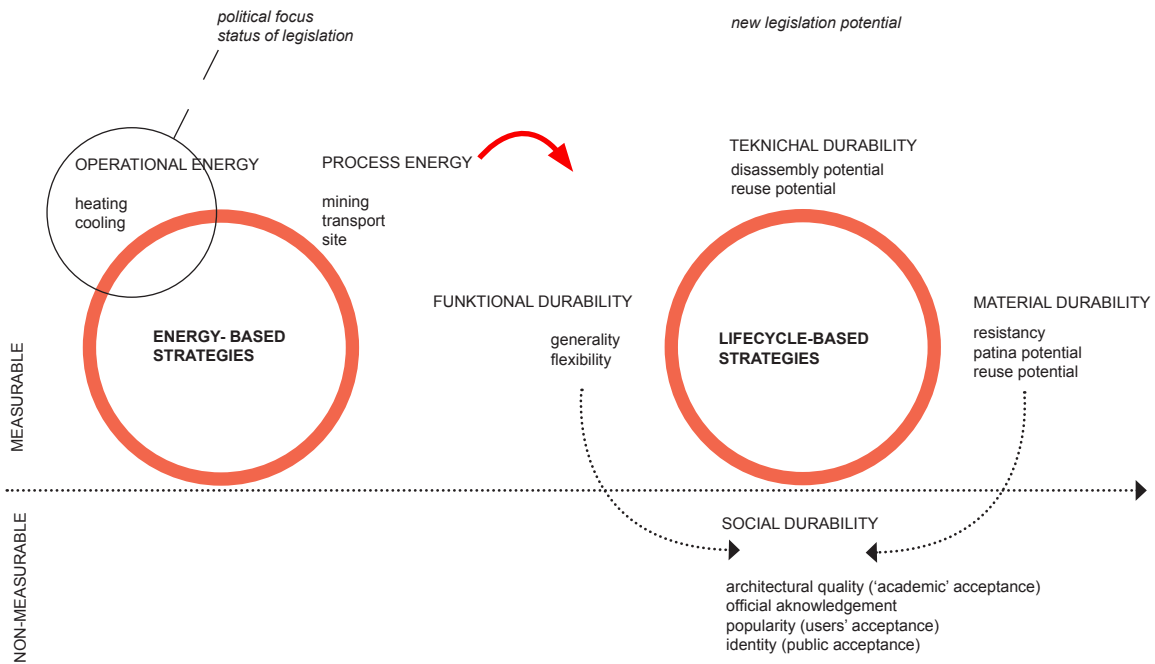 political focus
status of legislation
new legislation potential
OPERATIONAL ENERGY
heating
cooling
PROCESS ENERGY
mining
transport
site
TEKNICHAL DURABILITY
disassembly potential
reuse potential
ENERGY- BASED
STRATEGIES
FUNKTIONAL DURABILITY
generality
flexibility
LIFECYCLE-BASED
STRATEGIES
MATERIAL DURABILITY
resistancy
patina potential
reuse potential
MEASURABLE
NON-MEASURABLE
SOCIAL DURABILITY
architectural quality (‘academic’ acceptance)
official aknowledgement
popularity (users’ acceptance)
identity (public acceptance)